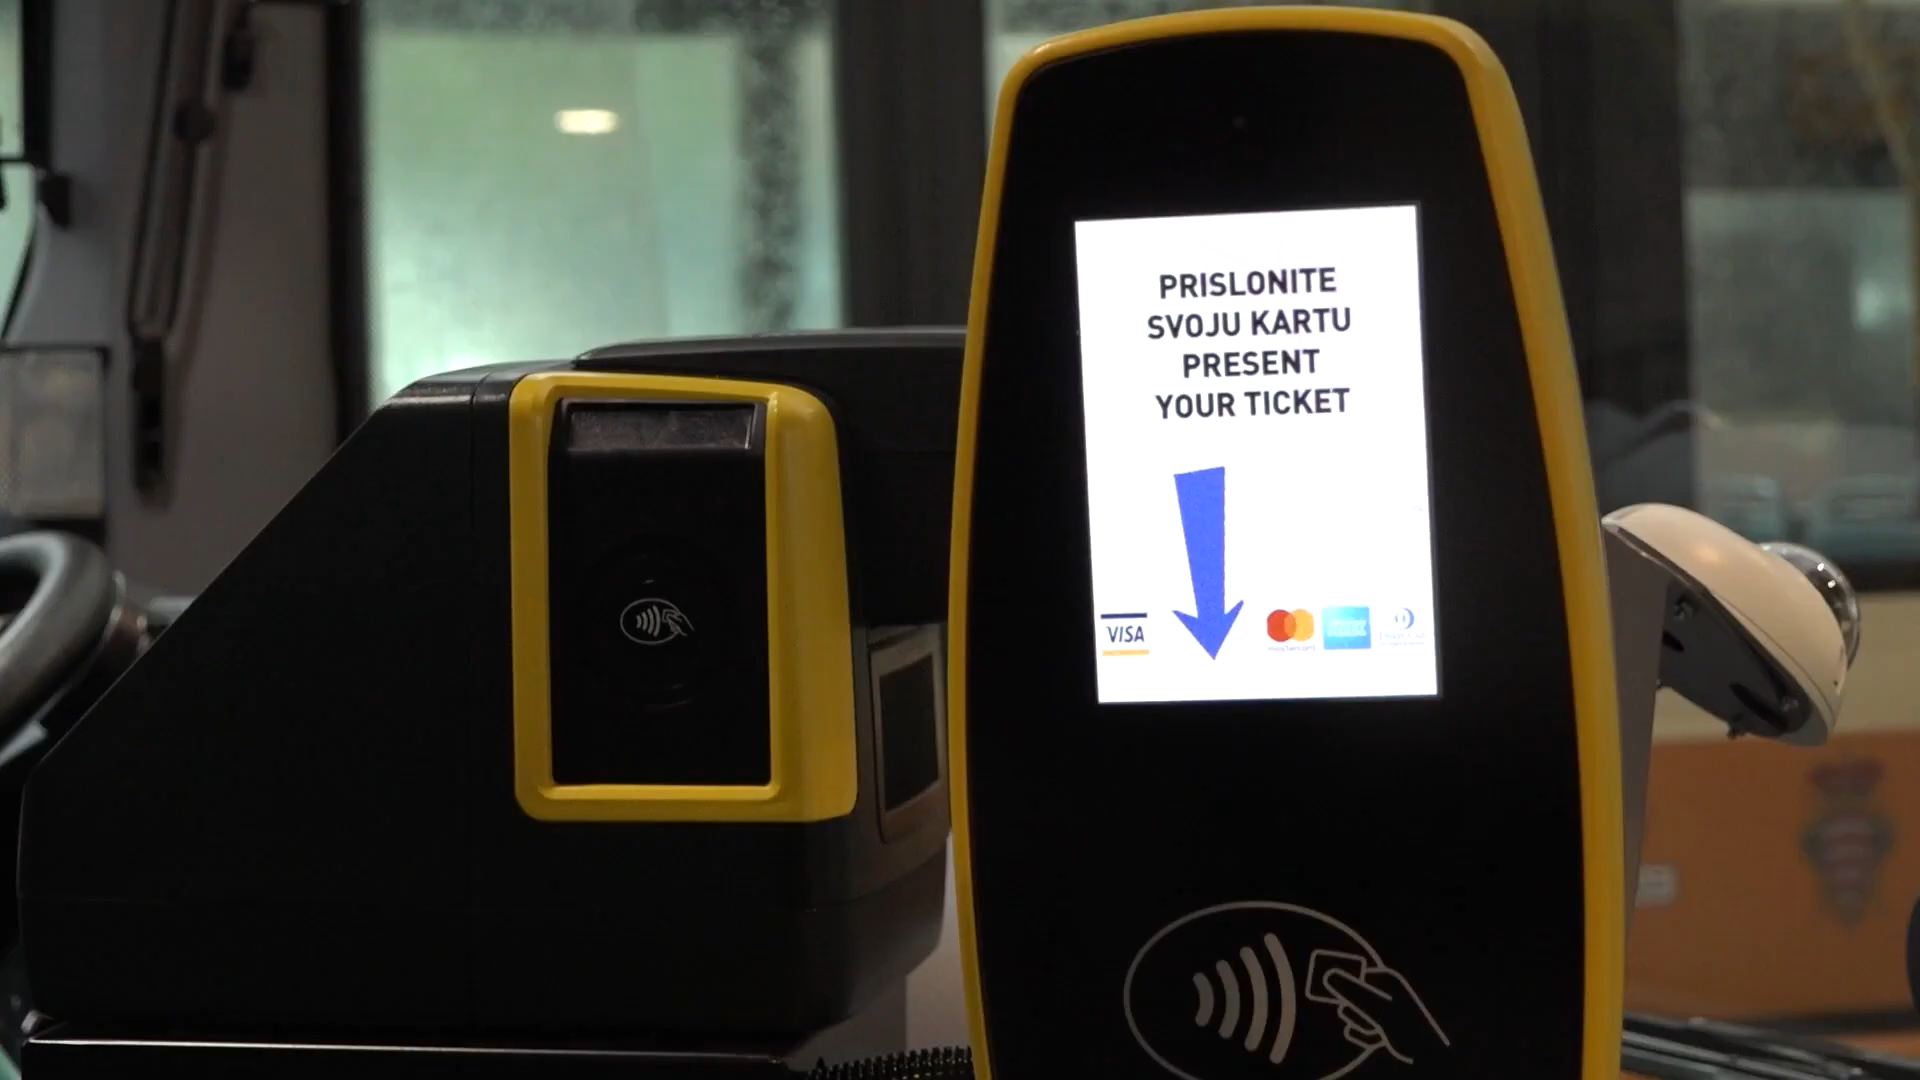 PRISLONITE
SVOJU KARTU
PRESENT
YOUR TICKET
VISA